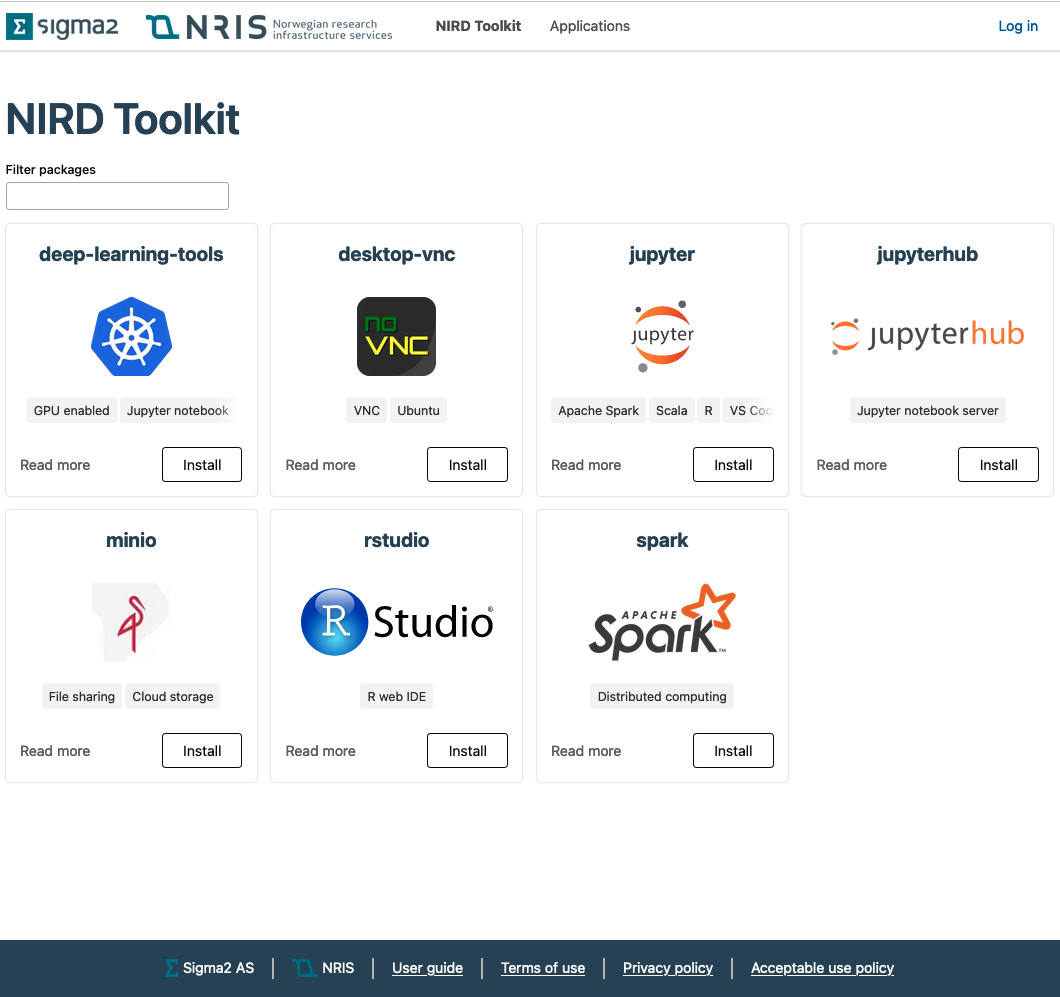 Σ sigma2 NRIS Norwegian research infrastructure services NIRD Toolkit Applications Log in
NIRD Toolkit
Filter packages
deep-learning-tools desktop-vnc jupyter jupyterhub
no VNC jupyter jupyterhub
GPU enabled Jupyter notebook VNC Ubuntu Apache Spark Scala R VS Cod Jupyter notebook server
Read more Install Read more Install Read more Install Read more Install
minio rstudio spark
R Studio® APACHE Spark™
File sharing Cloud storage R web IDE Distributed computing
Read more Install Read more Install Read more Install
Σ Sigma2 AS | NRIS | User guide | Terms of use | Privacy policy | Acceptable use policy